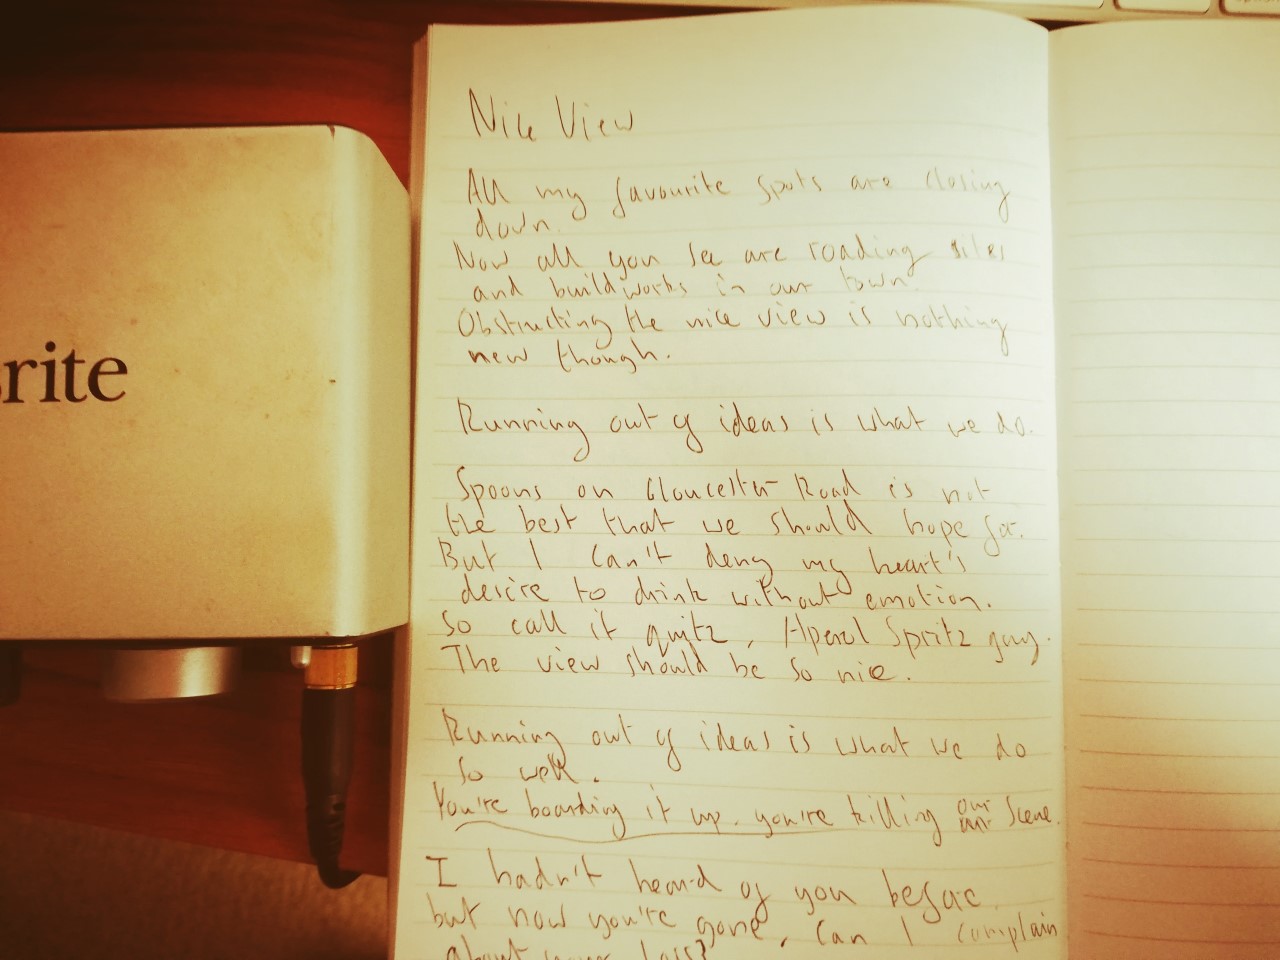 rite
Nice View
All my favourite spots are closing
down.
Now all you see are roading sites
and buildworks in our town.
Obstructing the nice view is nothing
new though.
Running out of ideas is what we do.
Spoons on Gloucester Road is not
the best that we should hope for.
But I can't deny my heart's
desire to drink without emotion.
So call it quitz, Aperol Spritz guy.
The view should be so nice.
Running out of ideas is what we do
so well.
You're boarding it up. you're killing our scene.
I hadn't heard of you before
but now you're gone, Can I complain
about your loss?